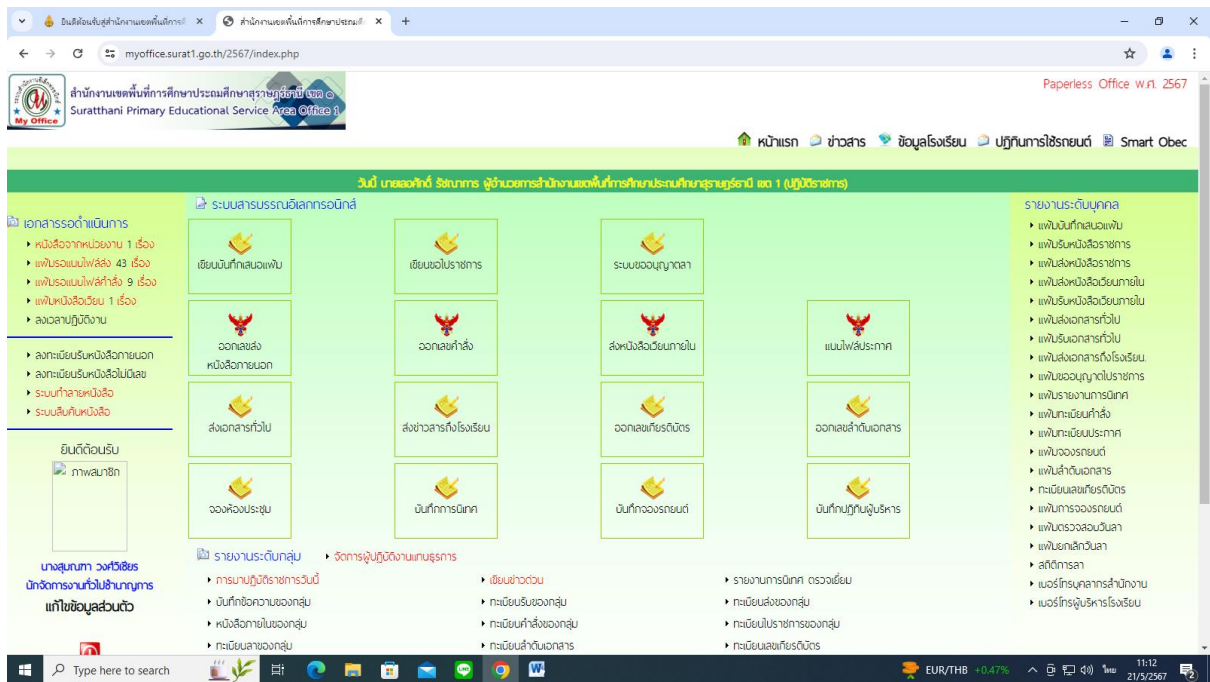 ยินดีต้อนรับสู่สำนักงานเขตพื้นที่การศึ
สำนักงานเขตพื้นที่การศึกษาประถมศึ
myoffice.surat1.go.th/2567/index.php
สำนักงานเขตพื้นที่การศึกษาประถมศึกษาสุราษฎร์ธานี เขต ๑
Suratthani Primary Educational Service Area Office 1
My Office
Paperless Office พ.ศ. 2567
หน้าแรก ข่าวสาร ข้อมูลโรงเรียน ปฏิทินการใช้รถยนต์ Smart Obec
วันนี้ นายเลอศักดิ์ รัชณาการ ผู้อำนวยการสำนักงานเขตพื้นที่การศึกษาประถมศึกษาสุราษฎร์ธานี เขต 1 (ปฏิบัติราชการ)
เอกสารรอดำเนินการ
หนังสือจากหน่วยงาน 1 เรื่อง
แฟ้มรอแนบไฟล์ส่ง 43 เรื่อง
แฟ้มรอแนบไฟล์คำสั่ง 9 เรื่อง
แฟ้มหนังสือเวียน 1 เรื่อง
ลงเวลาปฏิบัติงาน
ลงทะเบียนรับหนังสือภายนอก
ลงทะเบียนรับหนังสือไม่มีเลข
ระบบทำลายหนังสือ
ระบบสืบค้นหนังสือ
ยินดีต้อนรับ
ภาพสมาชิก
นางสุมณฑา วงศ์วิเชียร
นักจัดการงานทั่วไปชำนาญการ
แก้ไขข้อมูลส่วนตัว
ระบบสารบรรณอิเลกทรอนิกส์
เขียนบันทึกเสนอแฟ้ม
เขียนขอไปราชการ
ระบบขออนุญาตลา
ออกเลขส่ง
หนังสือภายนอก
ออกเลขคำสั่ง
ส่งหนังสือเวียนภายใน
แนบไฟล์ประกาศ
ส่งเอกสารทั่วไป
ส่งข่าวสารถึงโรงเรียน
ออกเลขเกียรติบัตร
ออกเลขลำดับเอกสาร
จองห้องประชุม
บันทึกการนิเทศ
บันทึกจองรถยนต์
บันทึกปฏิทินผู้บริหาร
รายงานระดับกลุ่ม
จัดการผู้ปฏิบัติงานแทนธุรการ
การมาปฏิบัติราชการวันนี้
เขียนข่าวด่วน
รายงานการนิเทศ ตรวจเยี่ยม
บันทึกข้อความของกลุ่ม
ทะเบียนรับของกลุ่ม
ทะเบียนส่งของกลุ่ม
หนังสือภายในของกลุ่ม
ทะเบียนคำสั่งของกลุ่ม
ทะเบียนไปราชการของกลุ่ม
ทะเบียนลาของกลุ่ม
ทะเบียนลำดับเอกสาร
ทะเบียนเลขเกียรติบัตร
รายงานระดับบุคคล
แฟ้มบันทึกเสนอแฟ้ม
แฟ้มรับหนังสือราชการ
แฟ้มส่งหนังสือราชการ
แฟ้มส่งหนังสือเวียนภายใน
แฟ้มรับหนังสือเวียนภายใน
แฟ้มส่งเอกสารทั่วไป
แฟ้มรับเอกสารทั่วไป
แฟ้มส่งเอกสารถึงโรงเรียน.
แฟ้มขออนุญาตไปราชการ
แฟ้มรายงานการนิเทศ
แฟ้มทะเบียนคำสั่ง
แฟ้มทะเบียนประกาศ
แฟ้มจองรถยนต์
แฟ้มลำดับเอกสาร
ทะเบียนเลขเกียรติบัตร
แฟ้มการจองรถยนต์
แฟ้มตรวจสอบวันลา
แฟ้มยกเลิกวันลา
สถิติการลา
เบอร์โทรบุคลากรสำนักงาน
เบอร์โทรผู้บริหารโรงเรียน
Type here to search
EUR/THB +0.47%
ไทย
11:12
21/5/2567
2